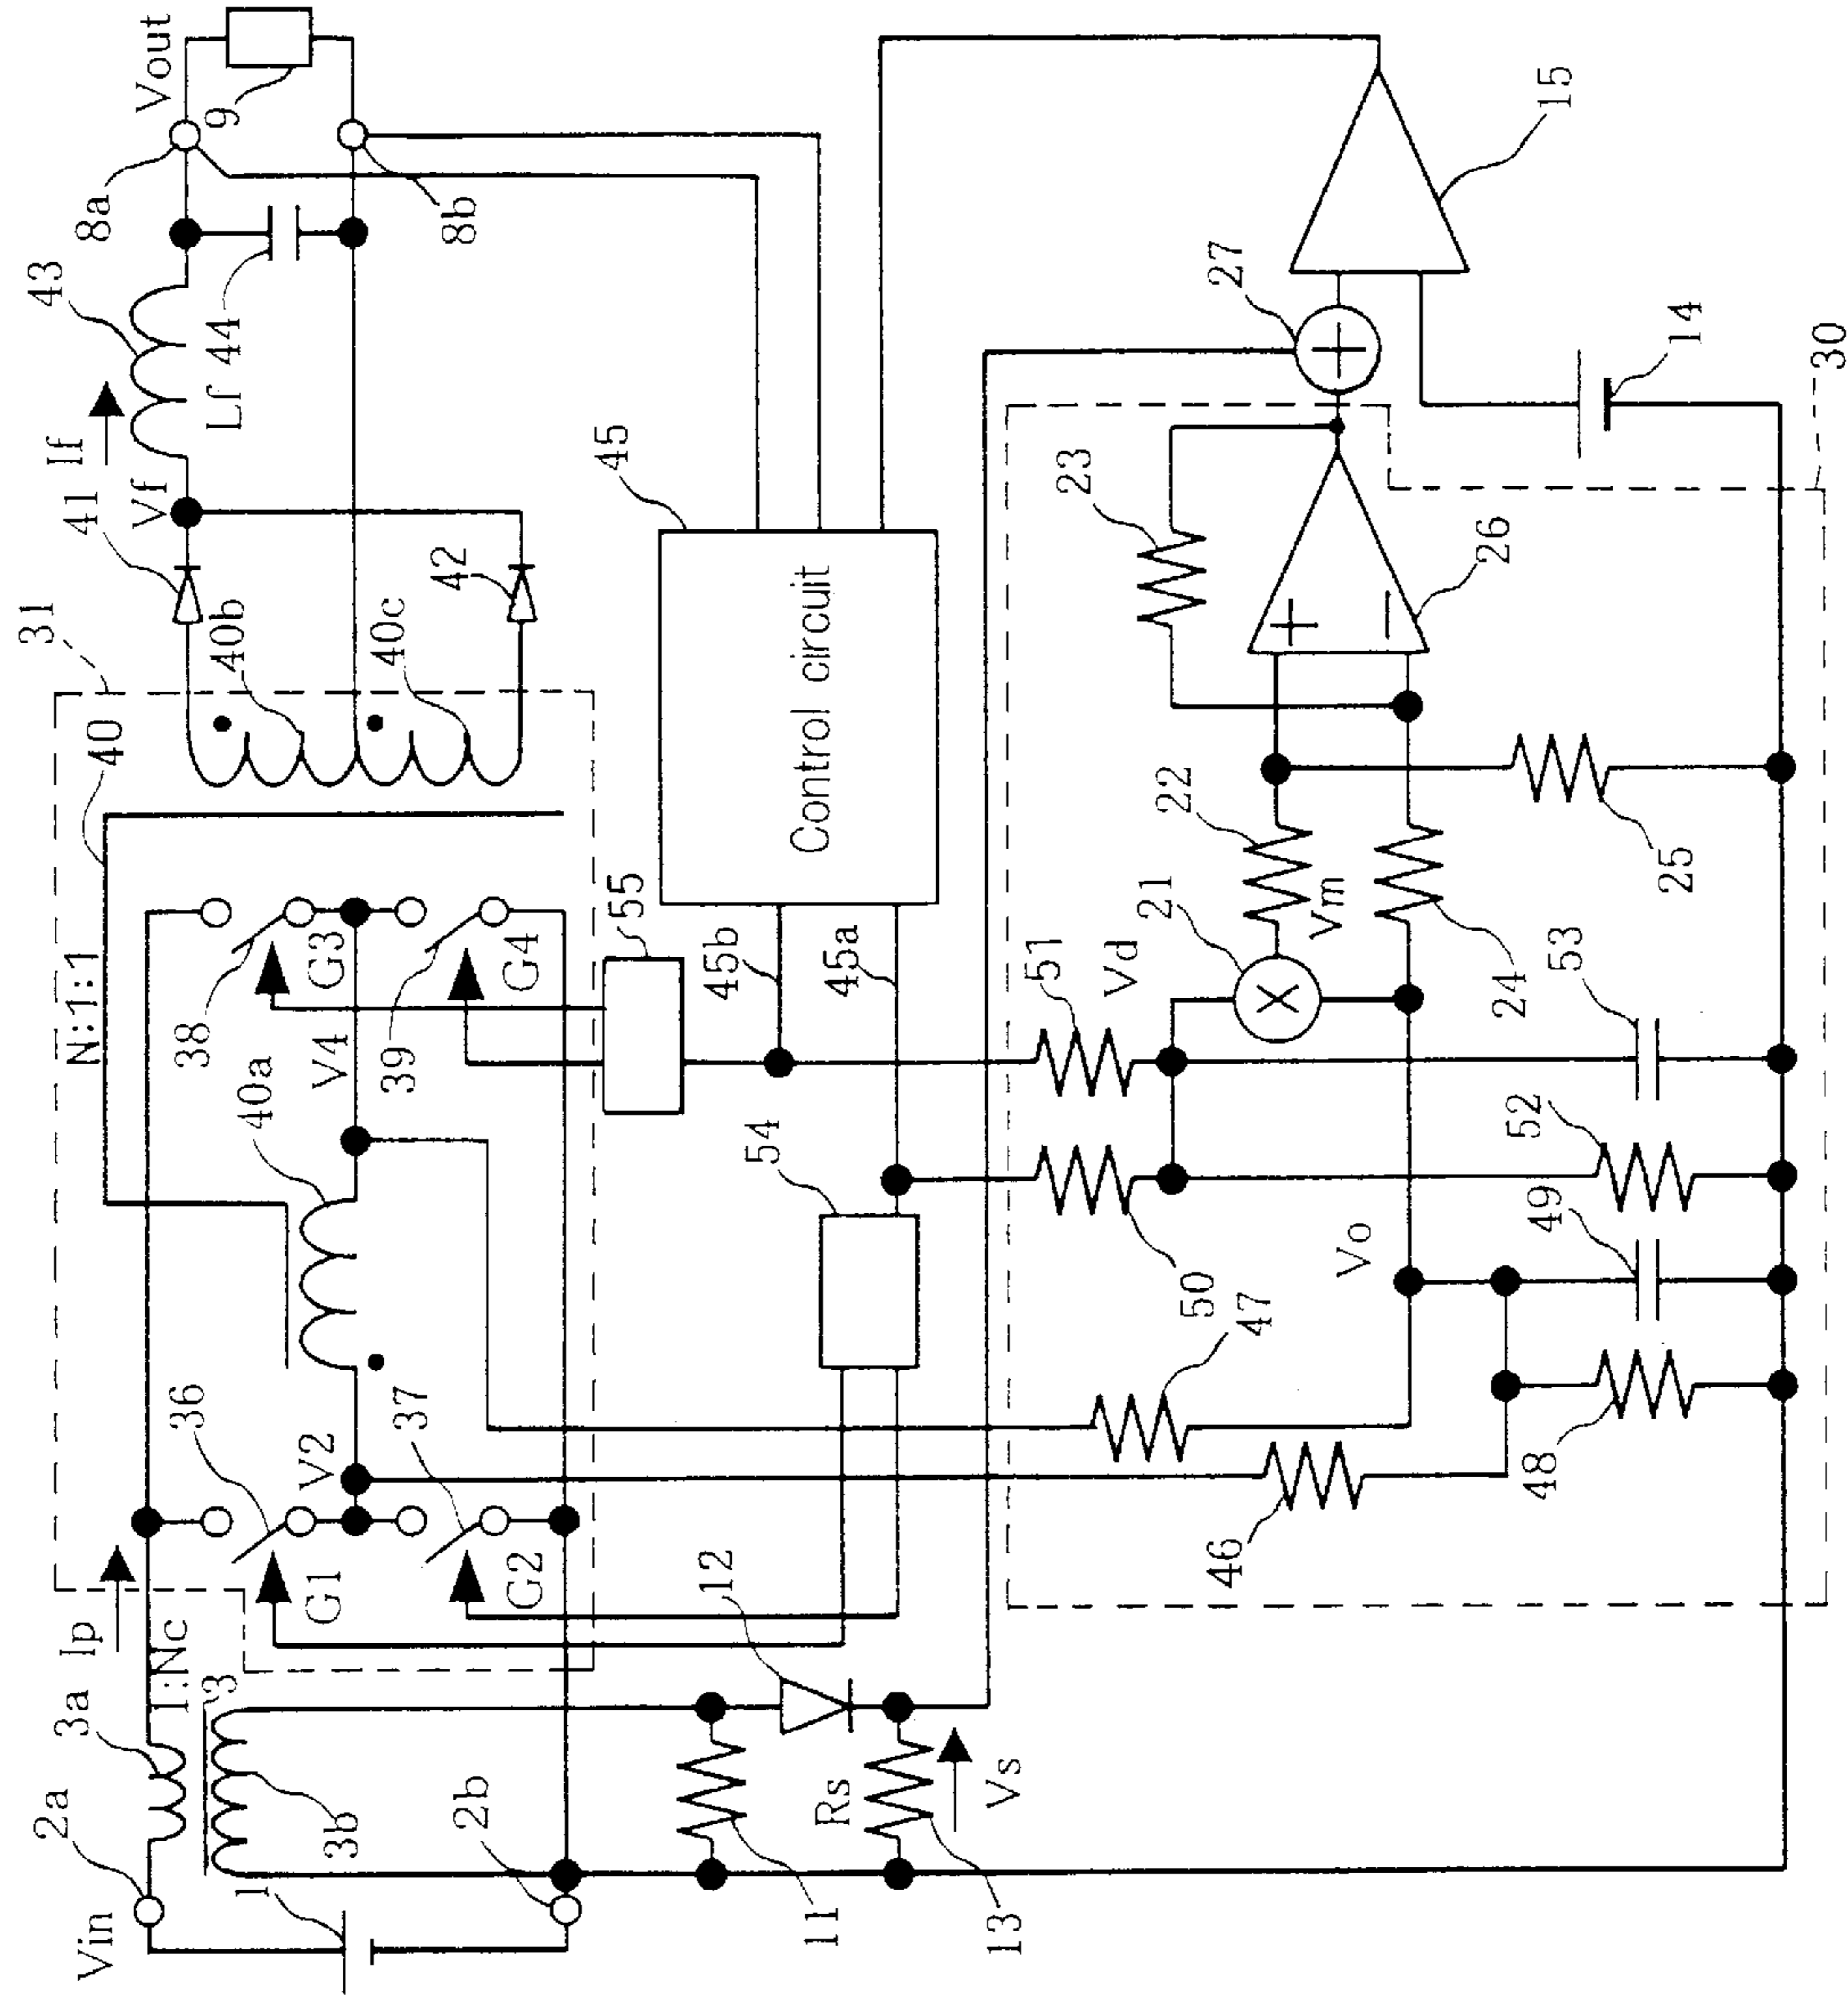 Vin
2a
1
2b
3a
3b
1:Nc
3
Ip
36
V2
37
G1
G2
12
11
Rs
13
Vs
31
40
N:1:1
38
G3
V4
39
G4
40a
40b
40c
41
Vf
42
If
43
Lf
44
8a
8b
Vout
9
55
54
45
Control circuit
45b
45a
46
47
48
49
50
51
52
53
Vo
Vd
21
22
Vm
24
23
25
26
27
15
14
30